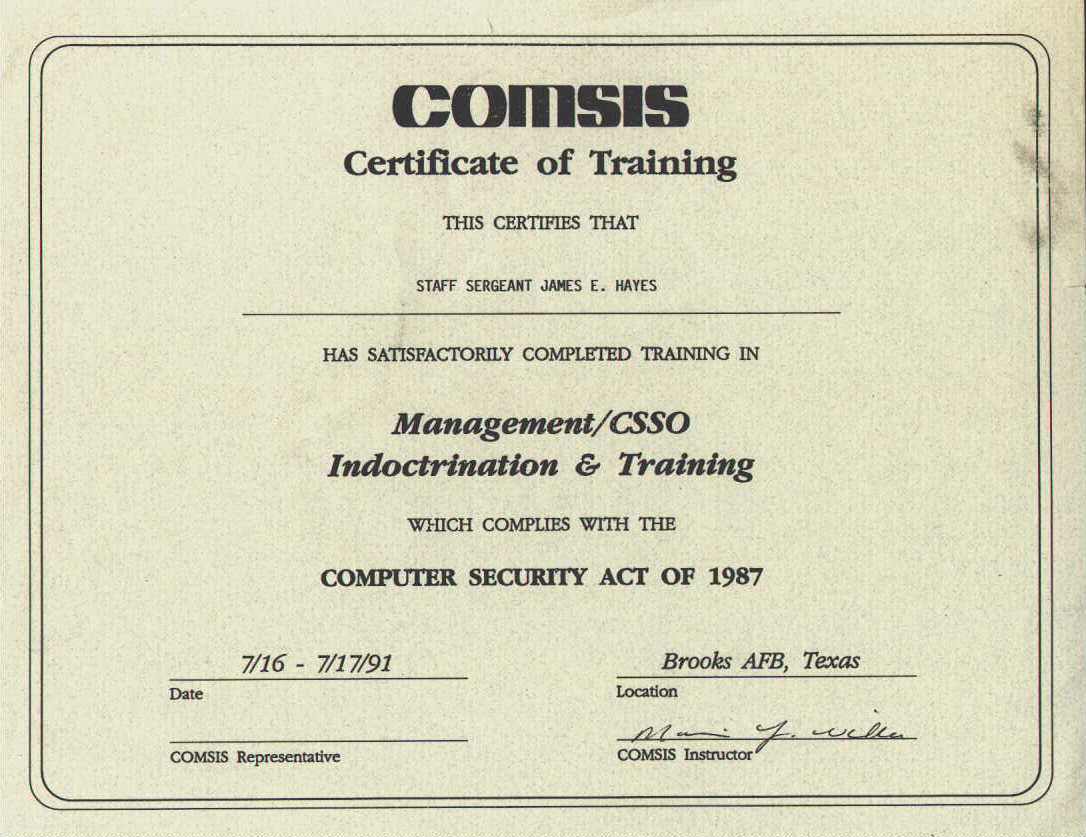 COMSIS
Certificate of Training
THIS CERTIFIES THAT
STAFF SERGEANT JAMES E. HAYES
HAS SATISFACTORILY COMPLETED TRAINING IN
Management/CSSO
Indoctrination & Training
WHICH COMPLIES WITH THE
COMPUTER SECURITY ACT OF 1987
7/16 - 7/17/91
Date
Brooks AFB, Texas
Location
COMSIS Representative
COMSIS Instructor